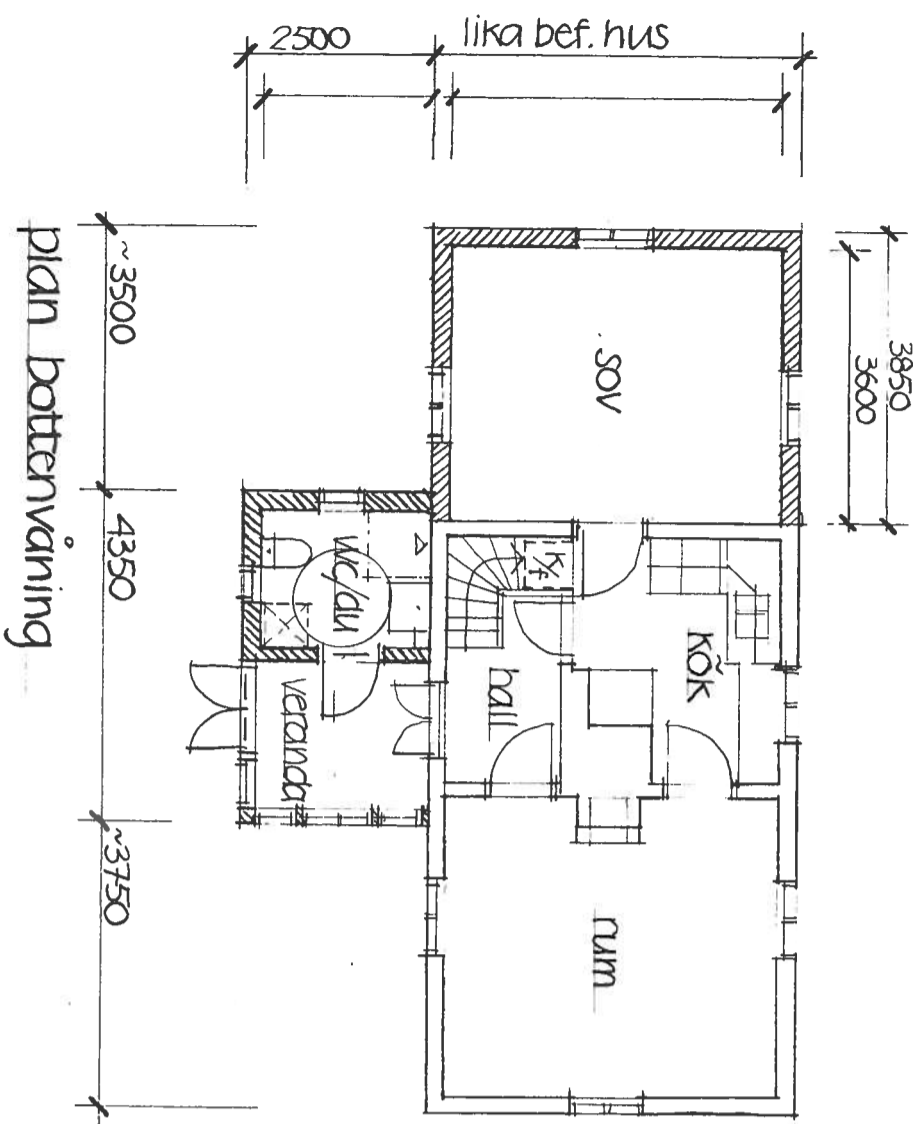 lika bef. hus
2500
3850
3600
sov
K/f
kök
wc/du
hall
veranda
rum
~3500
4350
~3750
plan bottenvåning